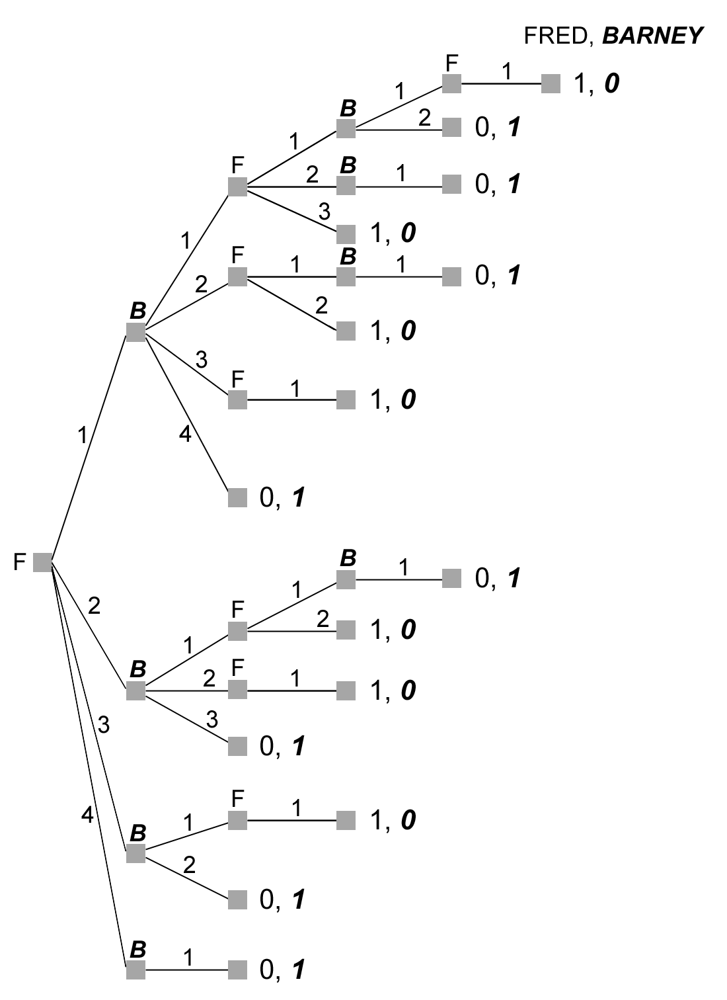 FRED, BARNEY
F 1 1, 0
1
B 2 0, 1
1
F 2 B 1 0, 1
3 1, 0
1
F 1 B 1 0, 1
2
2 1, 0
B
3 F 1 1, 0
4
1
0, 1
F
B 1 0, 1
1
2 F 2 1, 0
1
B 2 F 1 1, 0
3 0, 1
3
F 1 1, 0
4 1
B
2 0, 1
B 1 0, 1